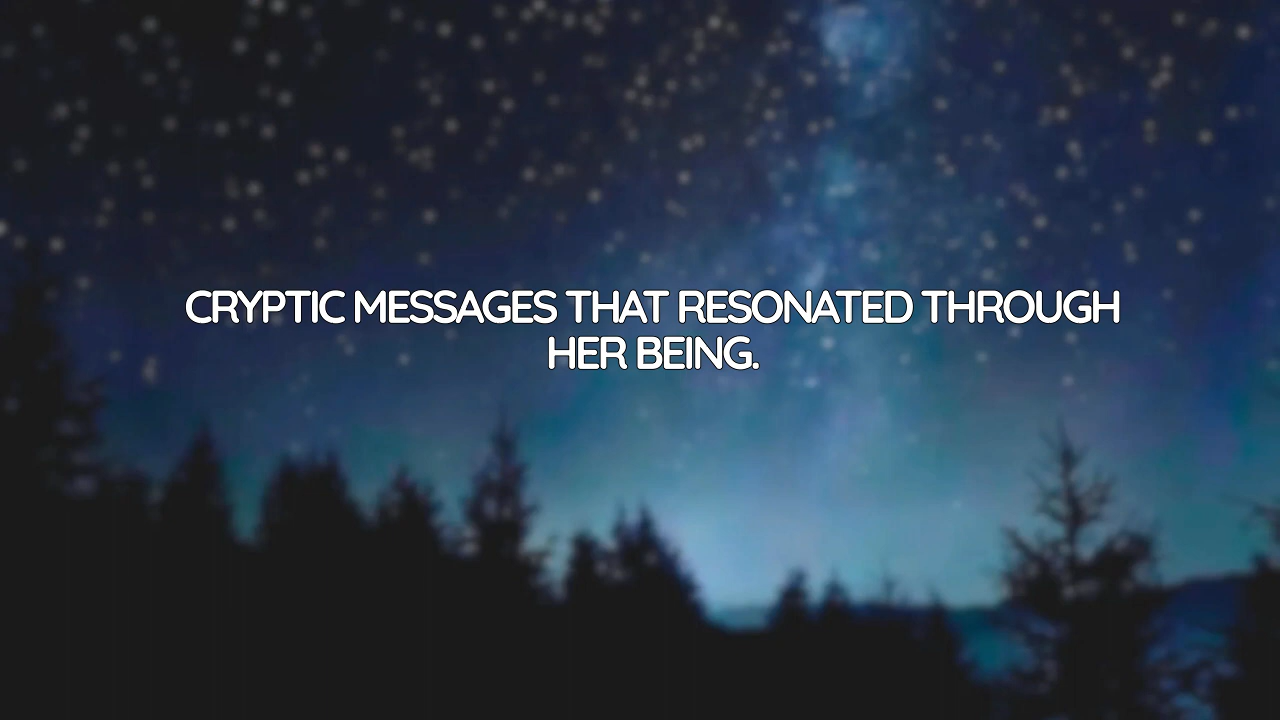 CRYPTIC MESSAGES THAT RESONATED THROUGH
HER BEING.